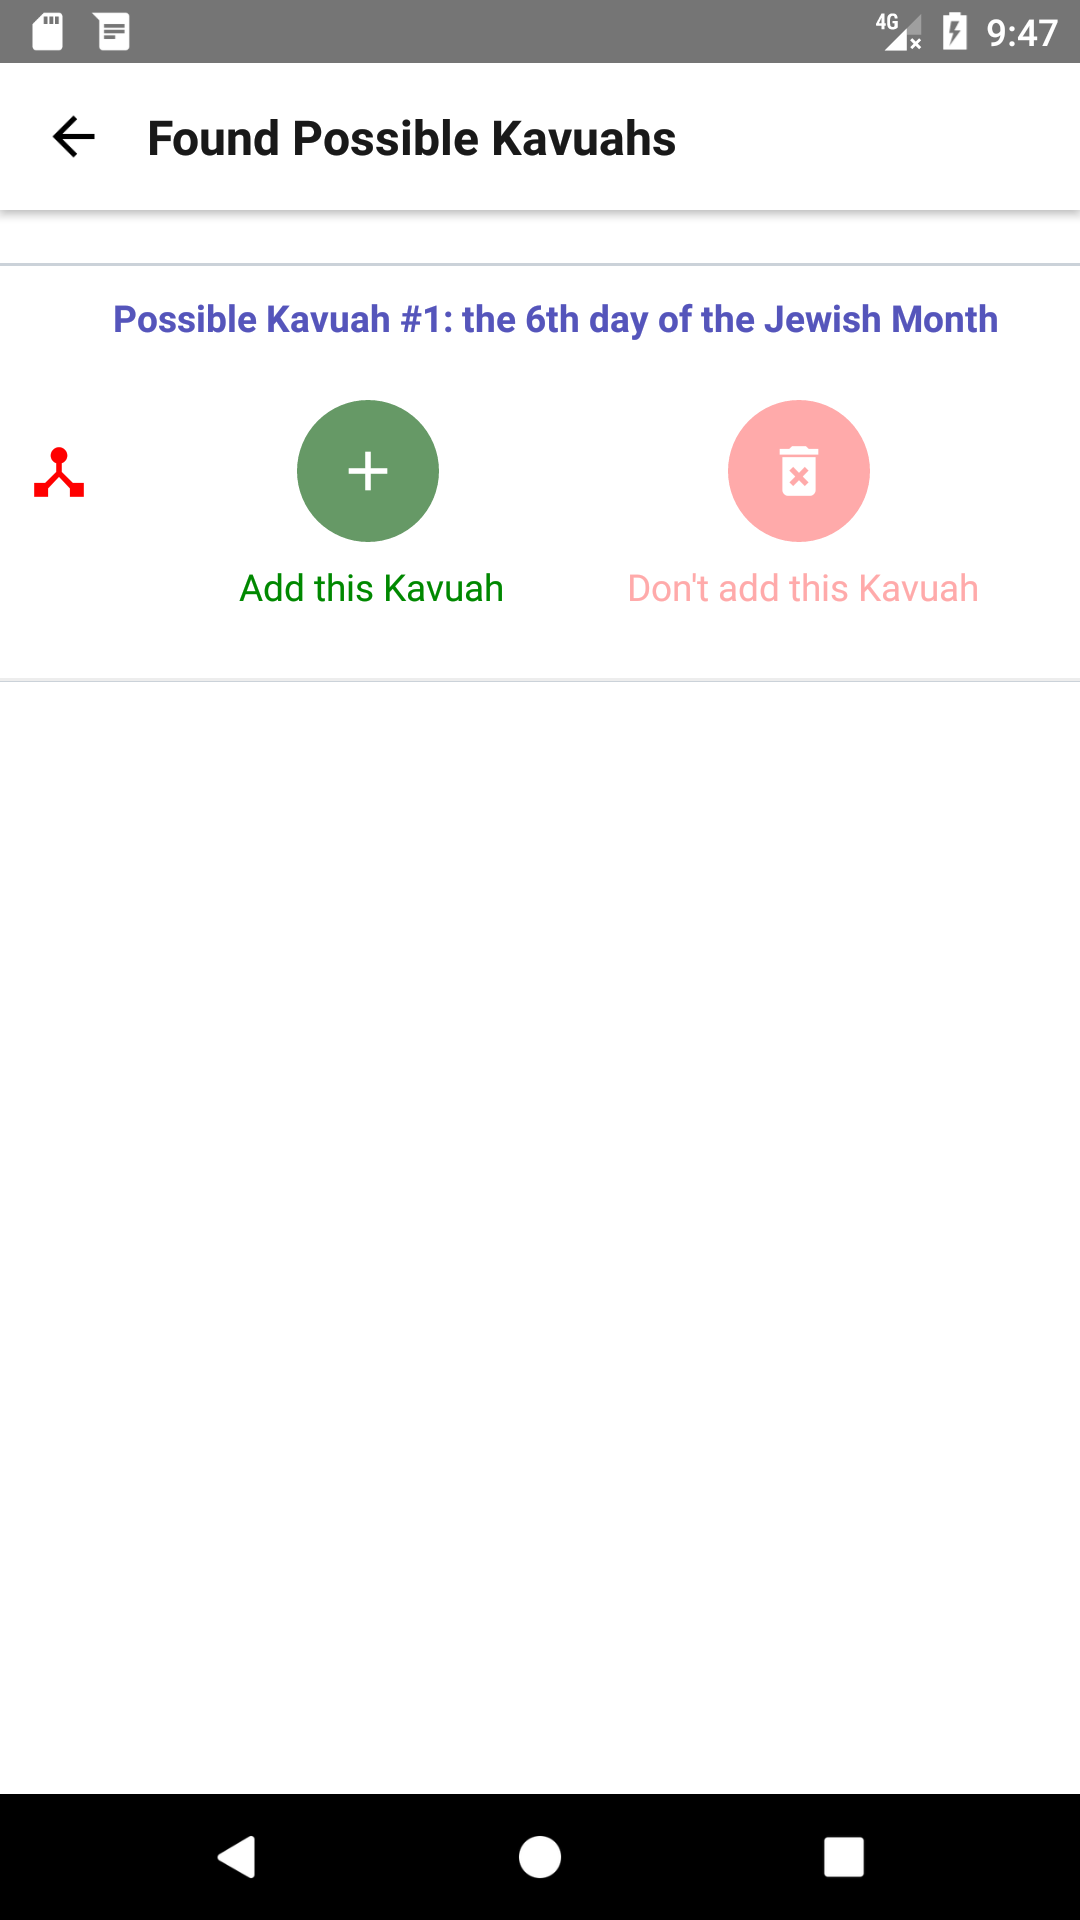 4G 9:47
Found Possible Kavuahs
Possible Kavuah #1: the 6th day of the Jewish Month
Add this Kavuah
Don't add this Kavuah